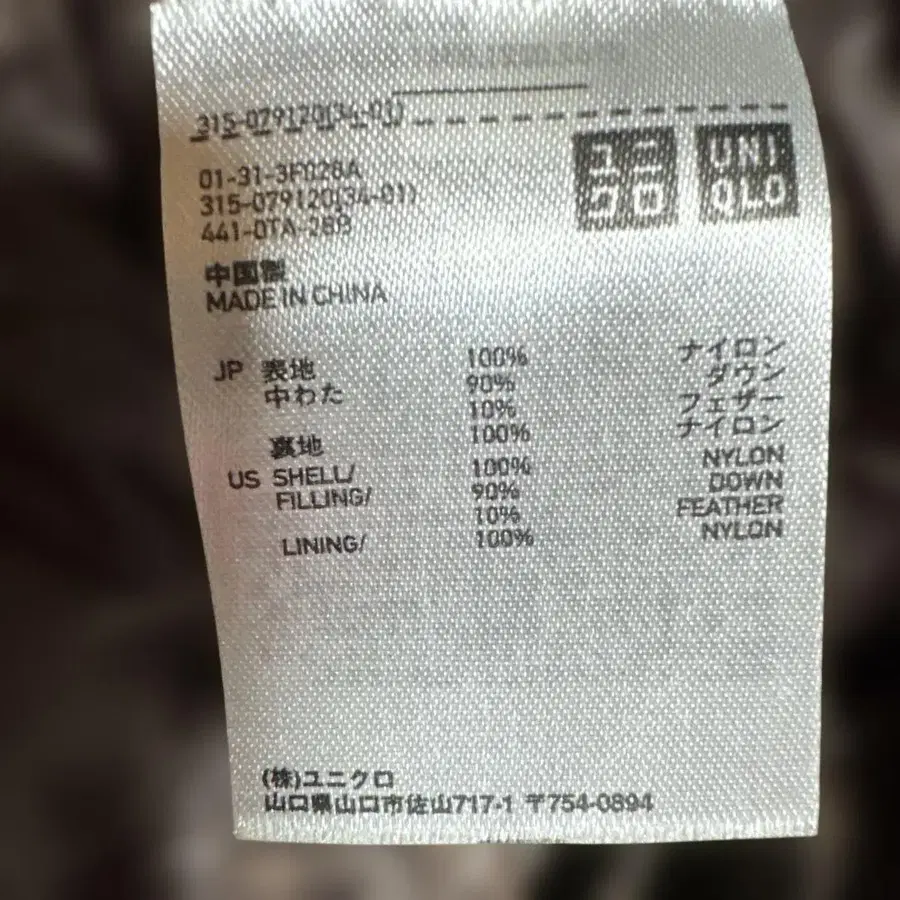 315-079120(34-01)
ユニクロ
UNIQLO
01-31-3F028A
315-079120(34-01)
441-0TA-28B
中国製
MADE IN CHINA
JP 表地 100% ナイロン
中わた 90% ダウン
10% フェザー
裏地 100% ナイロン
US SHELL/ 100% NYLON
FILLING/ 90% DOWN
10% FEATHER
LINING/ 100% NYLON
(株)ユニクロ
山口県山口市佐山717-1 〒754-0894